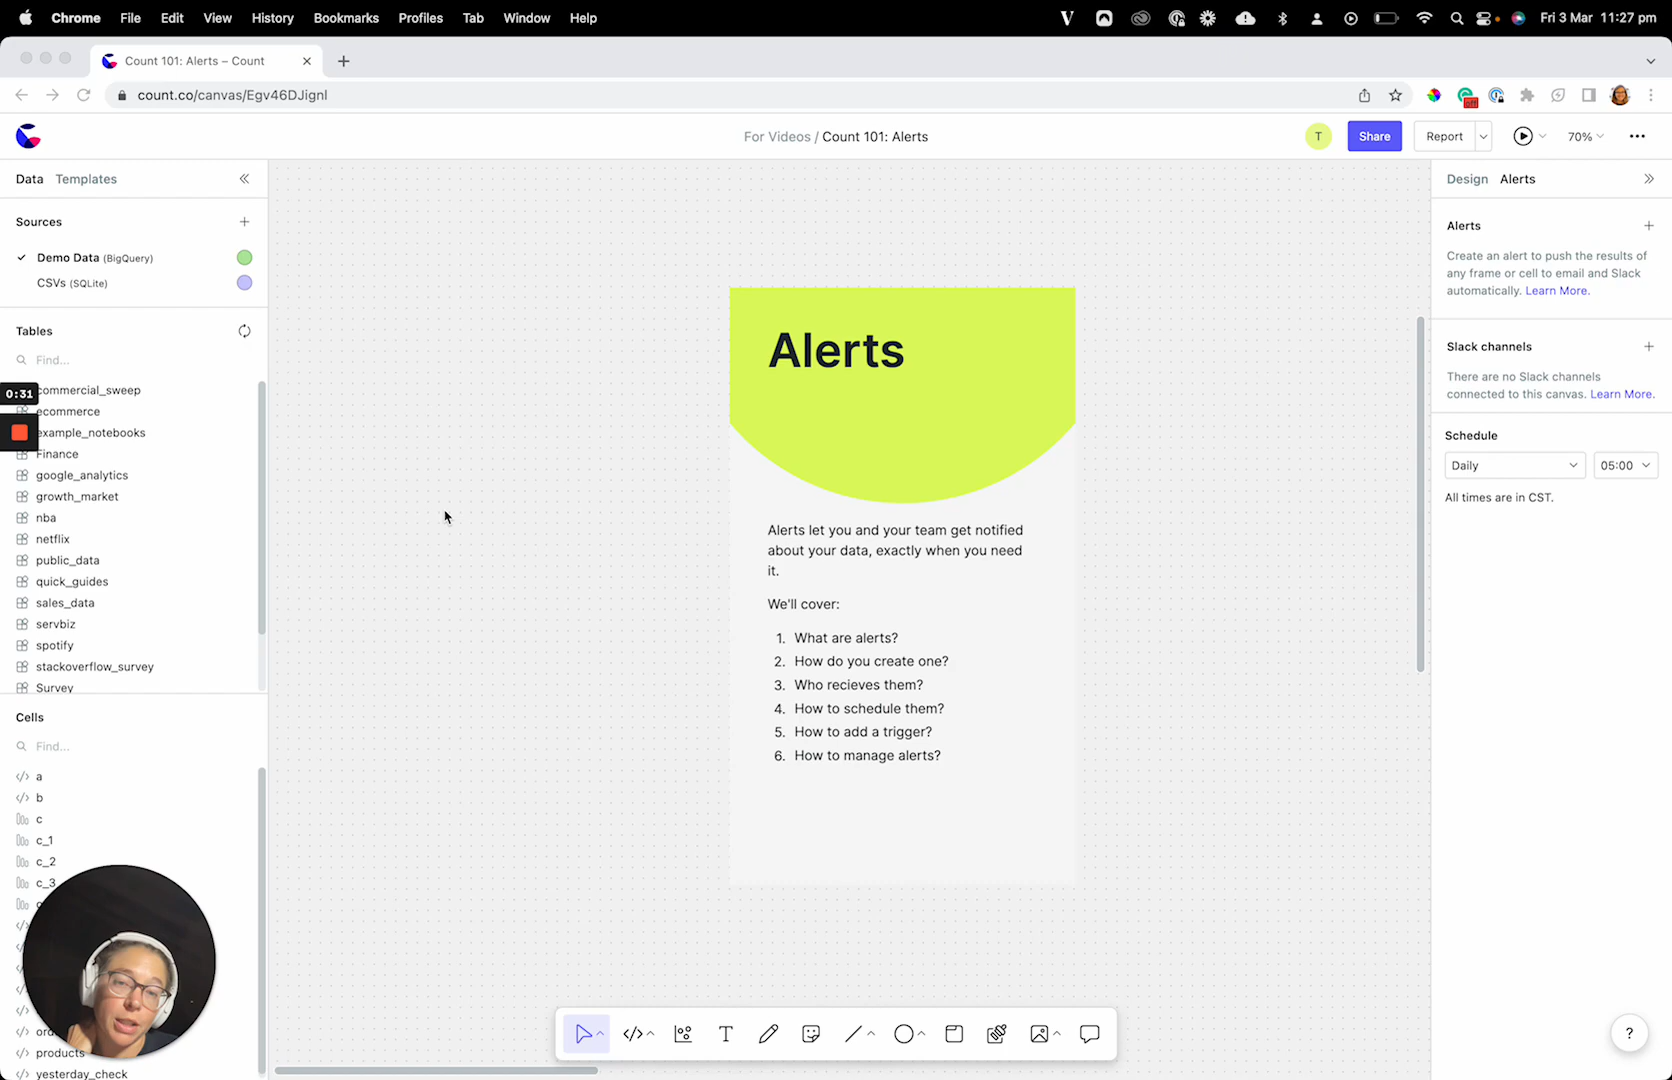 Chrome File Edit View History Bookmarks Profiles Tab Window Help Fri 3 Mar 11:27 pm
Count 101: Alerts – Count
count.co/canvas/Egv46DJignl
off
For Videos / Count 101: Alerts
T
Share
Report
70%
Data Templates
Sources
Demo Data (BigQuery)
CSVs (SQLite)
Tables
Find...
commercial_sweep
0:31
ecommerce
example_notebooks
Finance
google_analytics
growth_market
nba
netflix
public_data
quick_guides
sales_data
servbiz
spotify
stackoverflow_survey
Survey
Cells
Find...
a
b
c
c_1
c_2
c_3
products
yesterday_check
Alerts
Alerts let you and your team get notified
about your data, exactly when you need
it.
We'll cover:
1. What are alerts?
2. How do you create one?
3. Who recieves them?
4. How to schedule them?
5. How to add a trigger?
6. How to manage alerts?
Design Alerts
Alerts
Create an alert to push the results of
any frame or cell to email and Slack
automatically. Learn More.
Slack channels
There are no Slack channels
connected to this canvas. Learn More.
Schedule
Daily 05:00
All times are in CST.
?